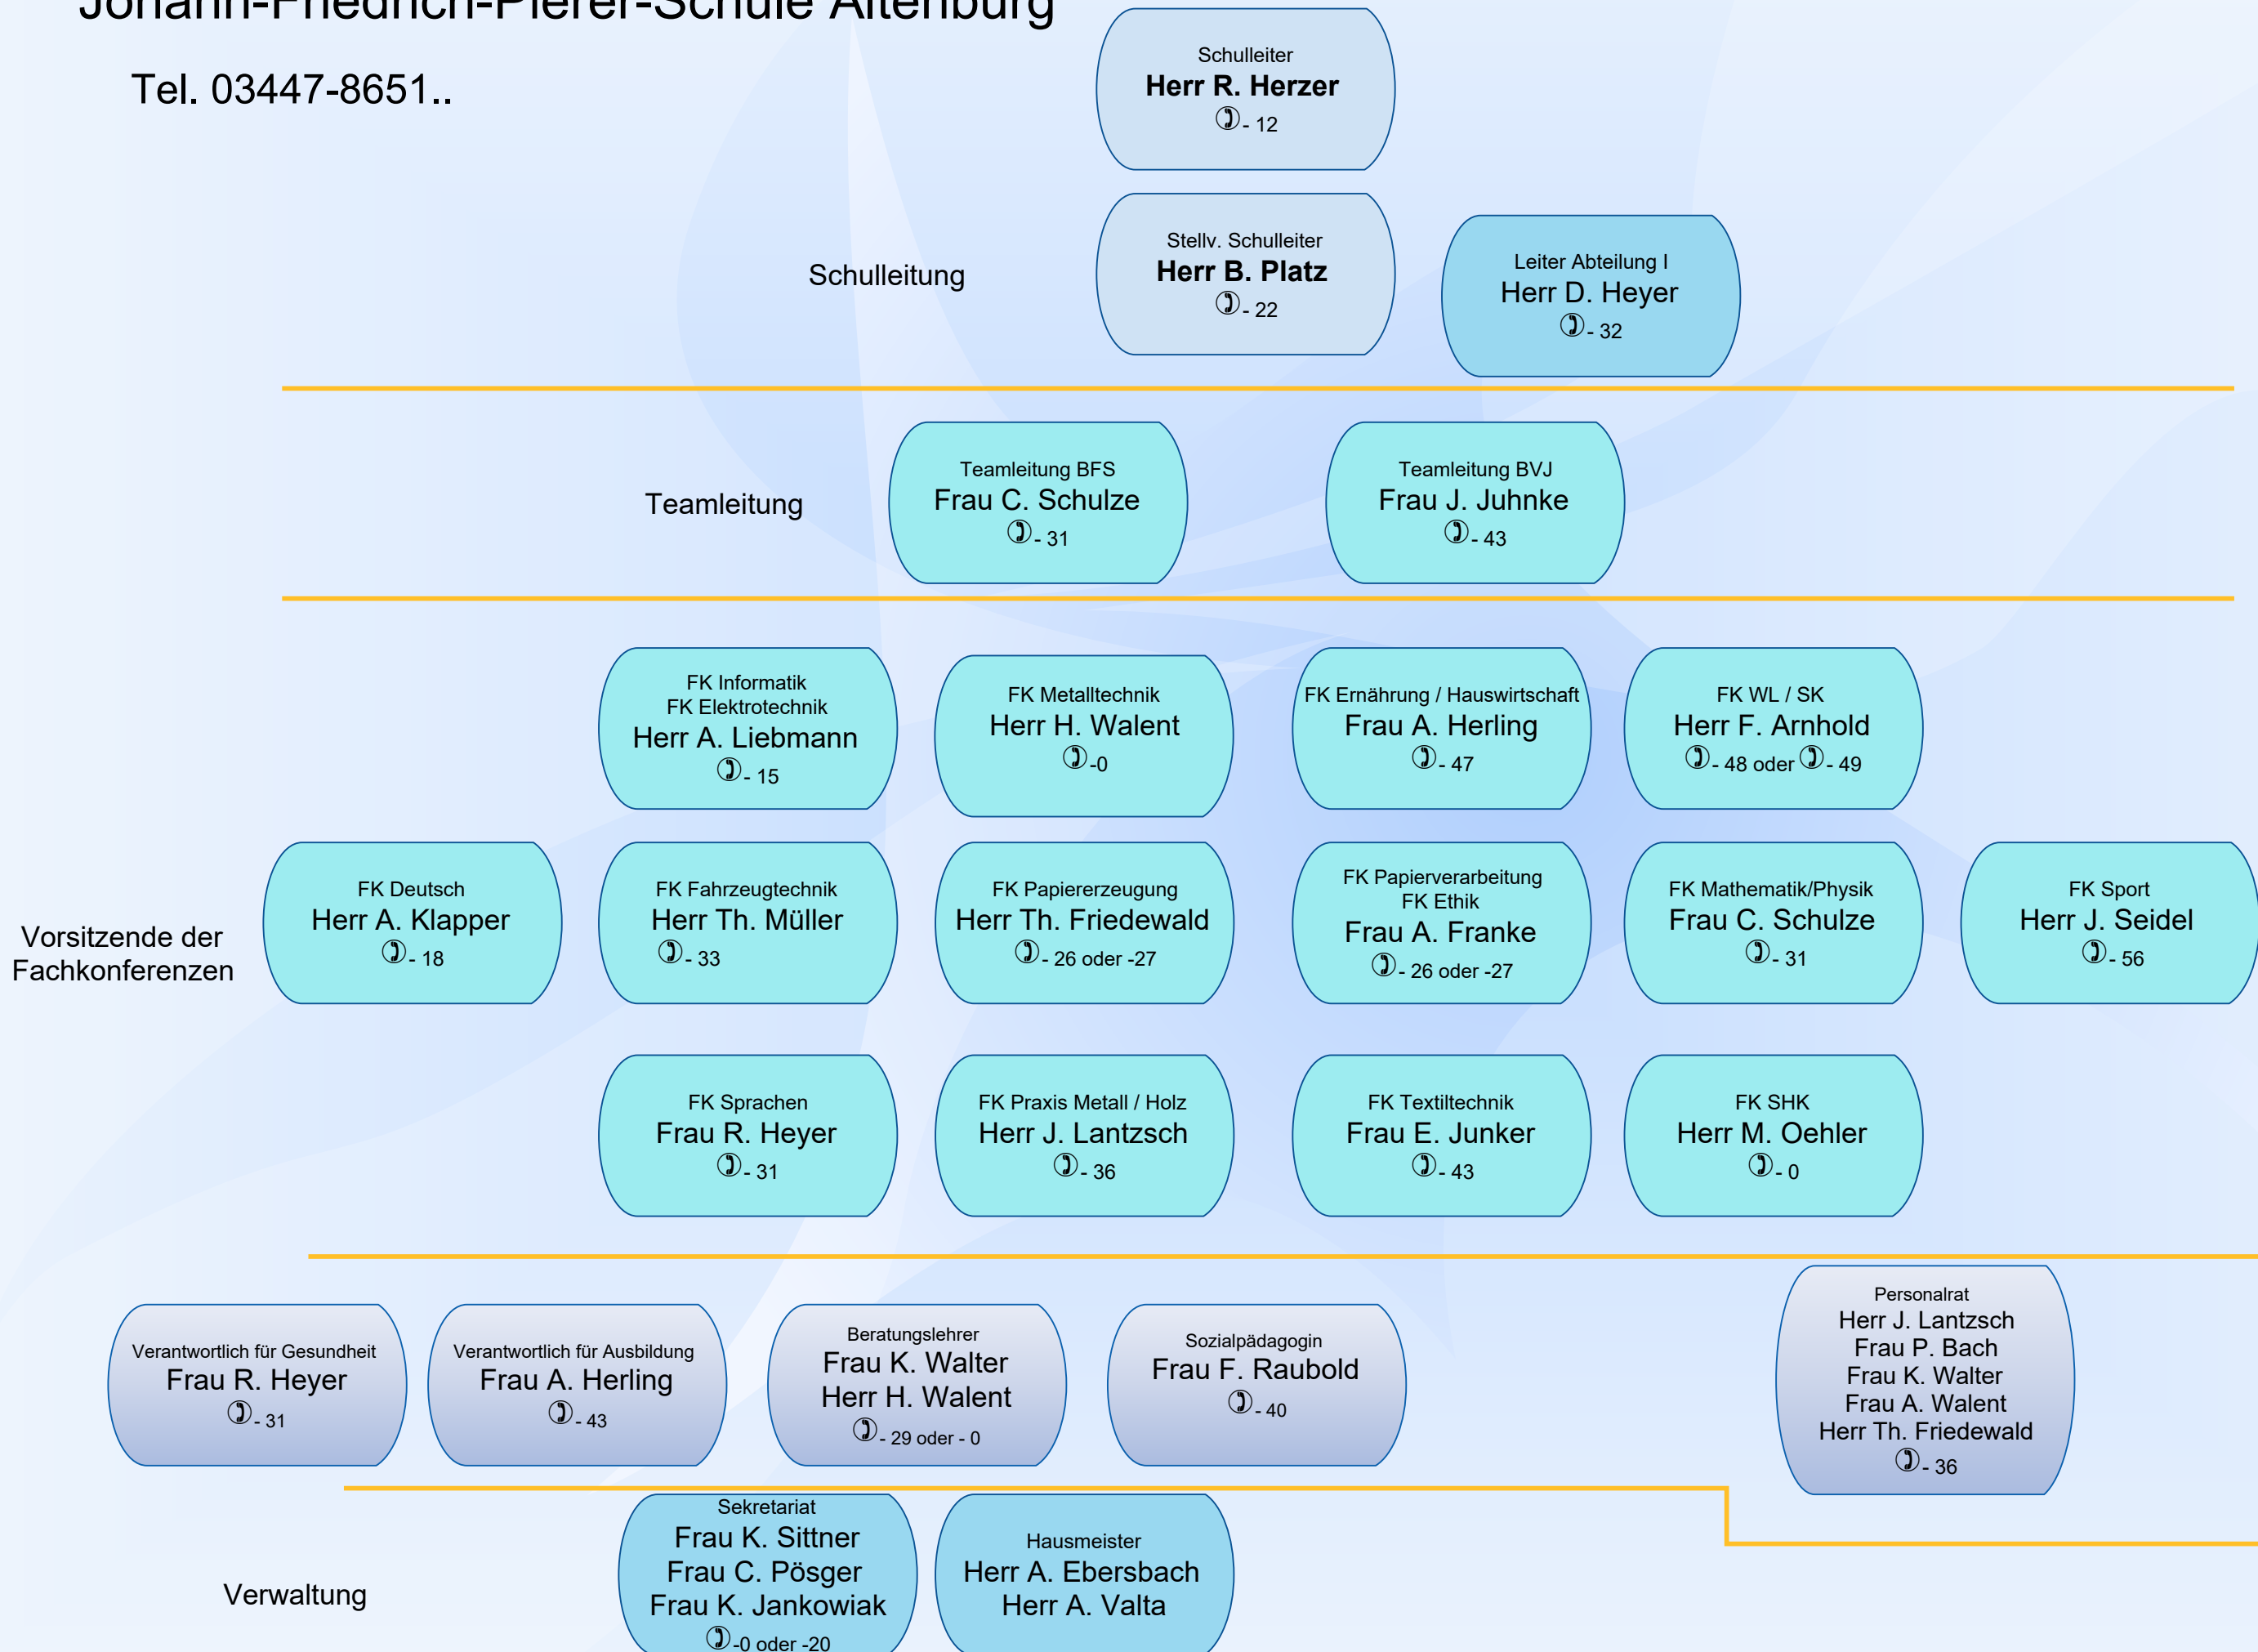 Johann-Friedrich-Pierer-Schule Altenburg
Tel. 03447-8651..
Schulleiter
Herr R. Herzer
✆- 12
Schulleitung
Stellv. Schulleiter
Herr B. Platz
✆- 22
Leiter Abteilung I
Herr D. Heyer
✆- 32
Teamleitung
Teamleitung BFS
Frau C. Schulze
✆- 31
Teamleitung BVJ
Frau J. Juhnke
✆- 43
FK Informatik
FK Elektrotechnik
Herr A. Liebmann
✆- 15
FK Metalltechnik
Herr H. Walent
✆-0
FK Ernährung / Hauswirtschaft
Frau A. Herling
✆- 47
FK WL / SK
Herr F. Arnhold
✆- 48 oder ✆- 49
Vorsitzende der
Fachkonferenzen
FK Deutsch
Herr A. Klapper
✆- 18
FK Fahrzeugtechnik
Herr Th. Müller
✆- 33
FK Papiererzeugung
Herr Th. Friedewald
✆- 26 oder -27
FK Papierverarbeitung
FK Ethik
Frau A. Franke
✆- 26 oder -27
FK Mathematik/Physik
Frau C. Schulze
✆- 31
FK Sport
Herr J. Seidel
✆- 56
FK Sprachen
Frau R. Heyer
✆- 31
FK Praxis Metall / Holz
Herr J. Lantzsch
✆- 36
FK Textiltechnik
Frau E. Junker
✆- 43
FK SHK
Herr M. Oehler
✆- 0
Verantwortlich für Gesundheit
Frau R. Heyer
✆- 31
Verantwortlich für Ausbildung
Frau A. Herling
✆- 43
Beratungslehrer
Frau K. Walter
Herr H. Walent
✆- 29 oder - 0
Sozialpädagogin
Frau F. Raubold
✆- 40
Personalrat
Herr J. Lantzsch
Frau P. Bach
Frau K. Walter
Frau A. Walent
Herr Th. Friedewald
✆- 36
Verwaltung
Sekretariat
Frau K. Sittner
Frau C. Pösger
Frau K. Jankowiak
✆-0 oder -20
Hausmeister
Herr A. Ebersbach
Herr A. Valta